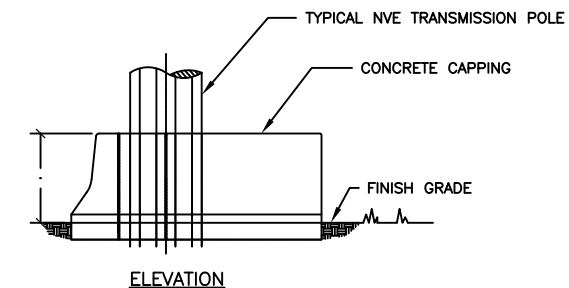 TYPICAL NVE TRANSMISSION POLE
CONCRETE CAPPING
FINISH GRADE
ELEVATION